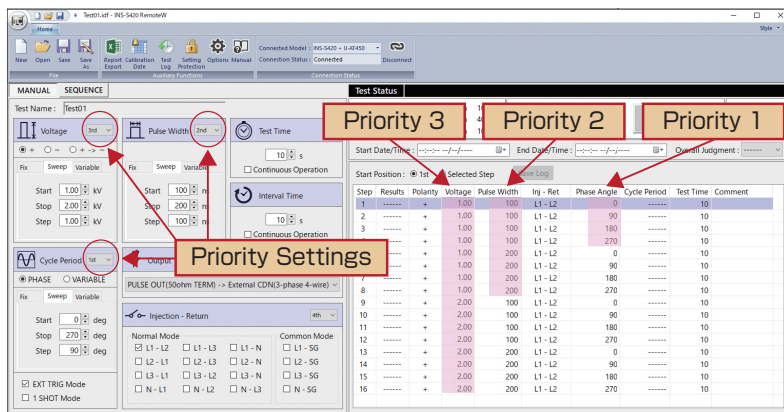 Test01.idf - INS-S420 RemoteW
Home
Style
New Open Save Save As Report Export Calibration Date Test Log Setting Protection Options Manual
Connected Model : INS-S420 + U-AT450
Connection Status : Connected
Disconnect
File Auxiliary Functions Connection Status
MANUAL SEQUENCE
Test Name : Test01
Voltage 3rd
+ - + -> -
Fix Sweep Variable
Start 1.00 kV
Stop 2.00 kV
Step 1.00 kV
Pulse Width 2nd
Fix Sweep Variable
Start 100
Stop 200
Step 100
Test Time
10 s
Continuous Operation
Interval Time
10 s
Continuous Operation
Priority Settings
Cycle Period 1st
PHASE VARIABLE
Fix Sweep Variable
Start 0 deg
Stop 270 deg
Step 90 deg
EXT TRIG Mode
1 SHOT Mode
Output
PULSE OUT(50ohm TERM) -> External CDN(3-phase 4-wire)
Injection - Return 4th
Normal Mode Common Mode
L1 - L2 L1 - L3 L1 - N L1 - SG
L2 - L1 L2 - L3 L2 - N L2 - SG
L3 - L1 L3 - L2 L3 - N L3 - SG
N - L1 N - L2 N - L3 N - SG
Test Status
Priority 3 Priority 2 Priority 1
Start Date/Time : --:--:-- --/--/---- End Date/Time : --:--:-- --/--/---- Overall Judgment : ------
Start Position : 1st Selected Step Log
Step Results Polarity Voltage Pulse Width Inj - Ret Phase Angle Cycle Period Test Time Comment
1 ------ + 1.00 100 L1 - L2 0 ------ 10
2 ------ + 1.00 100 L1 - L2 90 ------ 10
3 ------ + 1.00 100 L1 - L2 180 ------ 10
------ + 1.00 100 L1 - L2 270 ------ 10
------ + 1.00 200 L1 - L2 0 ------ 10
------ + 1.00 200 L1 - L2 90 ------ 10
7 ------ + 1.00 200 L1 - L2 180 ------ 10
8 ------ + 1.00 200 L1 - L2 270 ------ 10
9 ------ + 2.00 100 L1 - L2 0 ------ 10
10 ------ + 2.00 100 L1 - L2 90 ------ 10
11 ------ + 2.00 100 L1 - L2 180 ------ 10
12 ------ + 2.00 100 L1 - L2 270 ------ 10
13 ------ + 2.00 200 L1 - L2 0 ------ 10
14 ------ + 2.00 200 L1 - L2 90 ------ 10
15 ------ + 2.00 200 L1 - L2 180 ------ 10
16 ------ + 2.00 200 L1 - L2 270 ------ 10